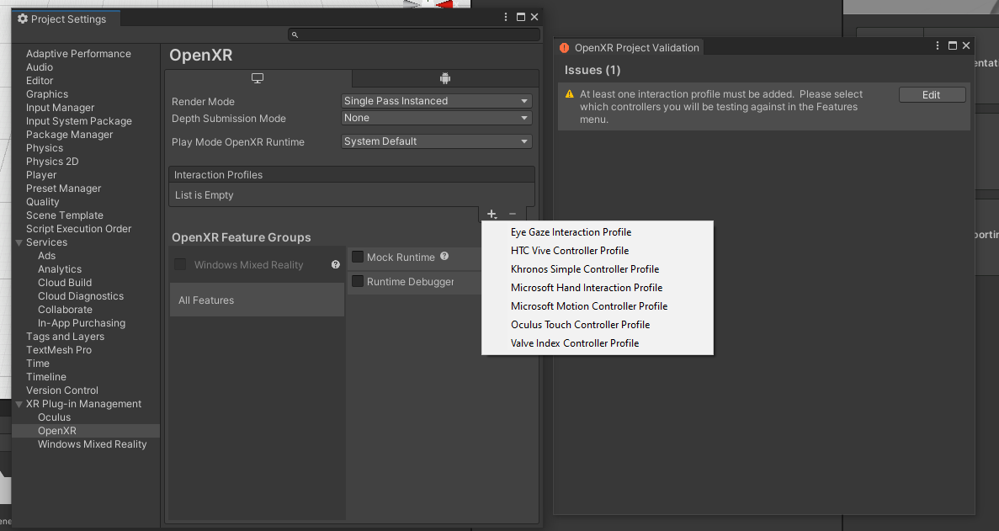 Project Settings
Adaptive Performance
Audio
Editor
Graphics
Input Manager
Input System Package
Package Manager
Physics
Physics 2D
Player
Preset Manager
Quality
Scene Template
Script Execution Order
Services
Ads
Analytics
Cloud Build
Cloud Diagnostics
Collaborate
In-App Purchasing
Tags and Layers
TextMesh Pro
Time
Timeline
Version Control
XR Plug-in Management
Oculus
OpenXR
Windows Mixed Reality
OpenXR
Render Mode
Single Pass Instanced
Depth Submission Mode
None
Play Mode OpenXR Runtime
System Default
Interaction Profiles
List is Empty
OpenXR Feature Groups
Windows Mixed Reality
All Features
Mock Runtime
Runtime Debugger
Eye Gaze Interaction Profile
HTC Vive Controller Profile
Khronos Simple Controller Profile
Microsoft Hand Interaction Profile
Microsoft Motion Controller Profile
Oculus Touch Controller Profile
Valve Index Controller Profile
OpenXR Project Validation
Issues (1)
At least one interaction profile must be added.  Please select
which controllers you will be testing against in the Features
menu.
Edit